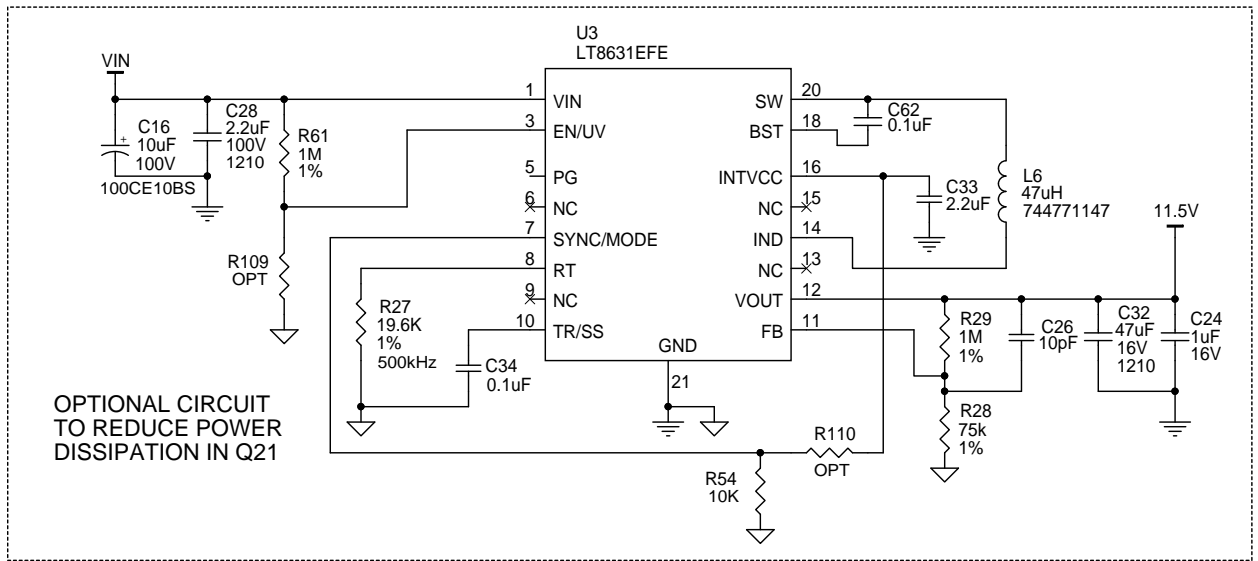 U3
LT8631EFE
VIN
C16
10uF
100V
100CE10BS
+
C28
2.2uF
100V
1210
R61
1M
1%
R109
OPT
1
VIN
3
EN/UV
5
PG
6
NC
7
SYNC/MODE
8
RT
9
NC
10
TR/SS
GND
21
20
SW
18
BST
16
INTVCC
15
NC
14
IND
13
NC
12
VOUT
11
FB
C62
0.1uF
C33
2.2uF
L6
47uH
744771147
11.5V
R27
19.6K
1%
500kHz
C34
0.1uF
R29
1M
1%
C26
10pF
C32
47uF
16V
1210
C24
1uF
16V
R28
75k
1%
R110
OPT
R54
10K
OPTIONAL CIRCUIT
TO REDUCE POWER
DISSIPATION IN Q21